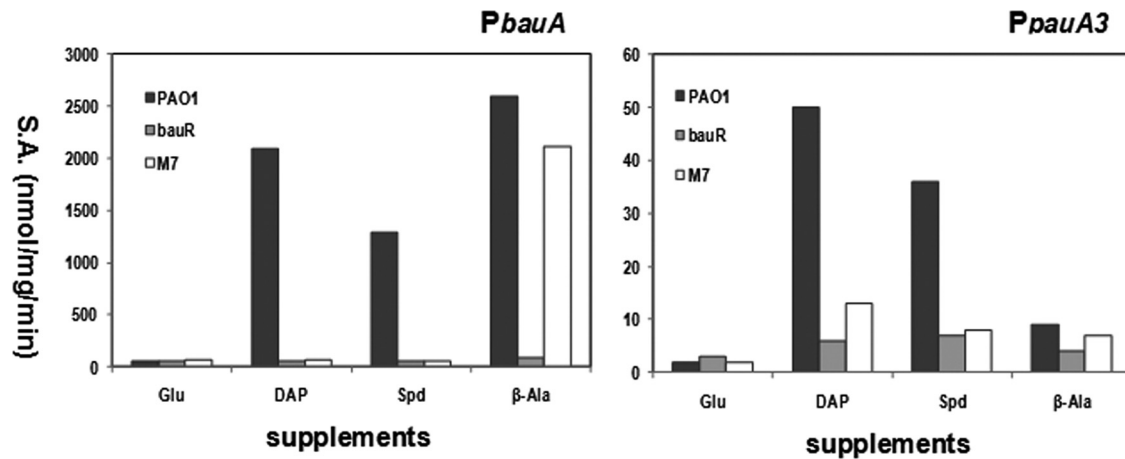 PbauA
S.A. (nmol/mg/min)
3000
2500
2000
1500
1000
500
0
PAO1
bauR
M7
Glu DAP Spd β-Ala
supplements
PpauA3
60
50
40
30
20
10
0
PAO1
bauR
M7
Glu DAP Spd β-Ala
supplements